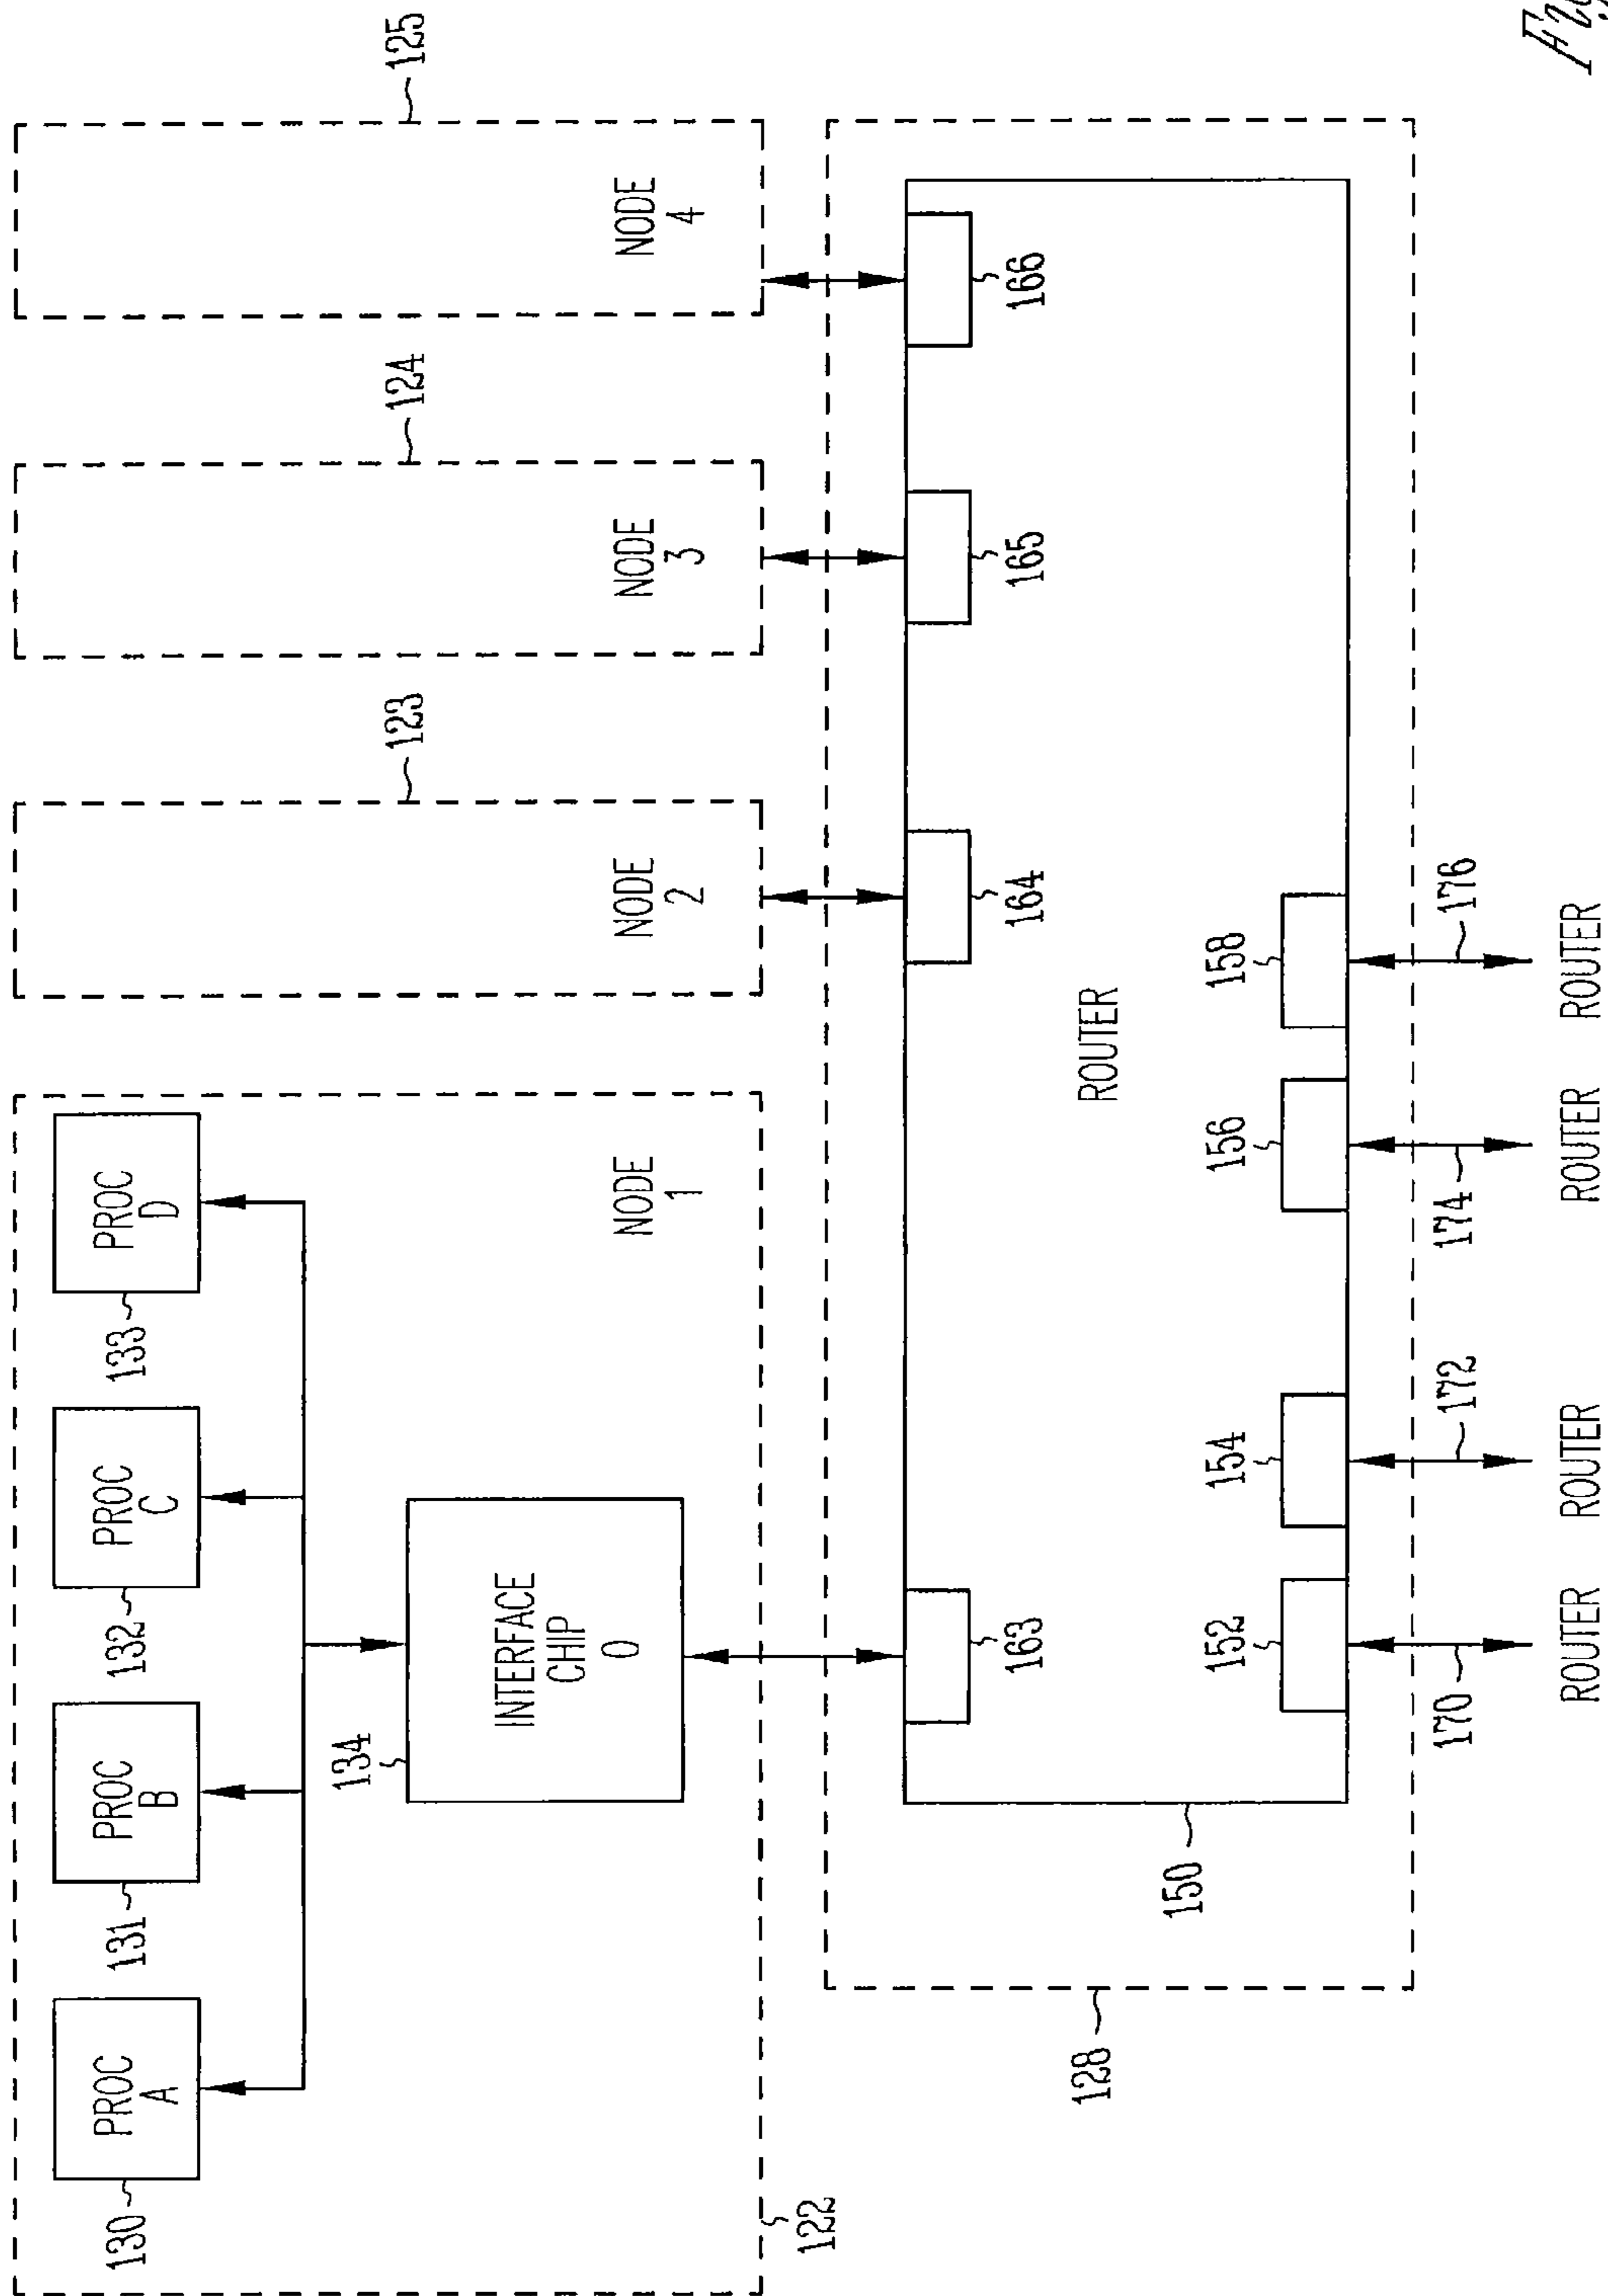 130
PROC
A
131
PROC
B
132
PROC
C
133
PROC
D
134
INTERFACE
CHIP
0
123
124
125
NODE
1
NODE
2
NODE
3
NODE
4
122
163
164
165
166
128
ROUTER
150
152
154
156
158
170
172
174
176
ROUTER
ROUTER
ROUTER
ROUTER